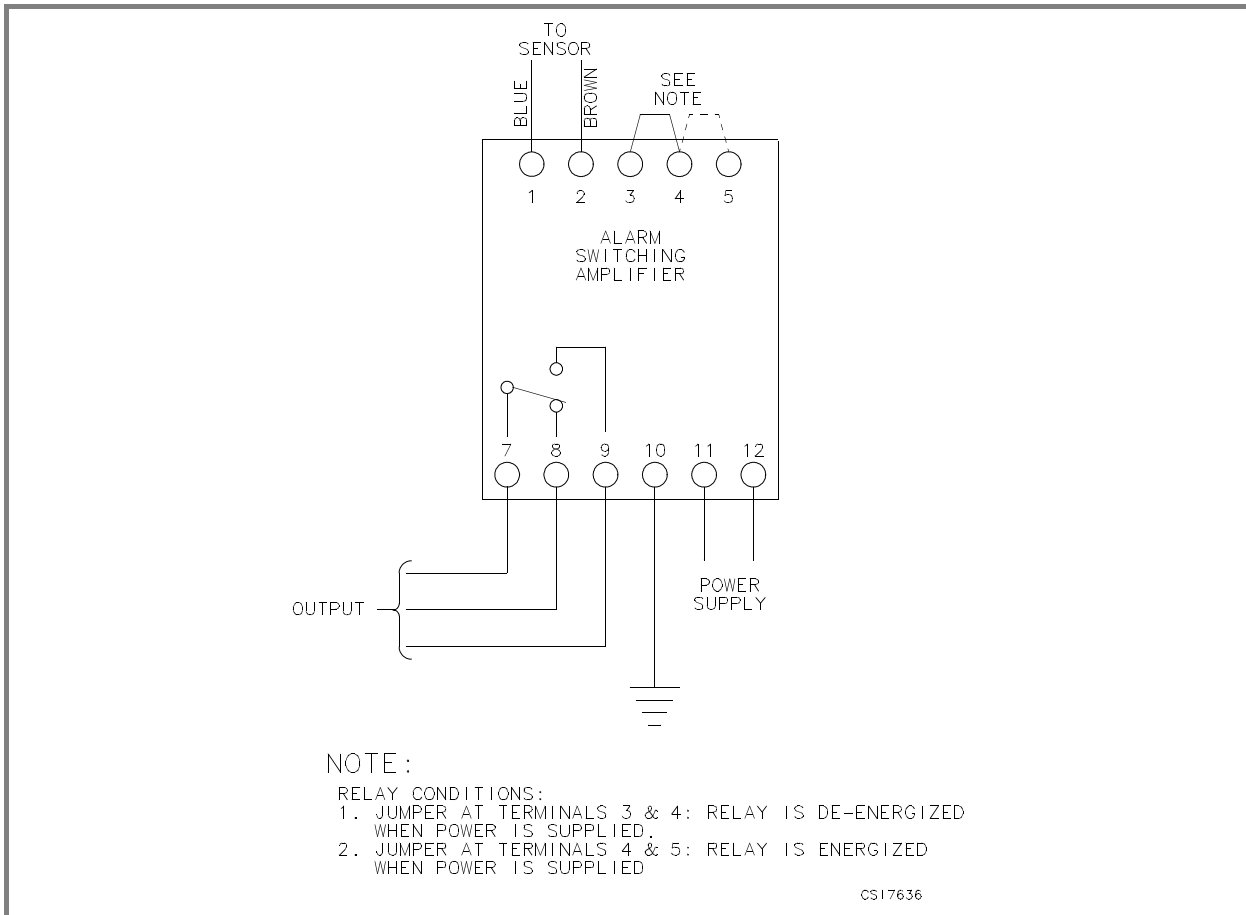 TO
SENSOR
BLUE
BROWN
SEE
NOTE
1 2 3 4 5
ALARM
SWITCHING
AMPLIFIER
7 8 9 10 11 12
OUTPUT
POWER
SUPPLY
NOTE:
RELAY CONDITIONS:
1. JUMPER AT TERMINALS 3 & 4: RELAY IS DE-ENERGIZED
WHEN POWER IS SUPPLIED.
2. JUMPER AT TERMINALS 4 & 5: RELAY IS ENERGIZED
WHEN POWER IS SUPPLIED
CSI7636